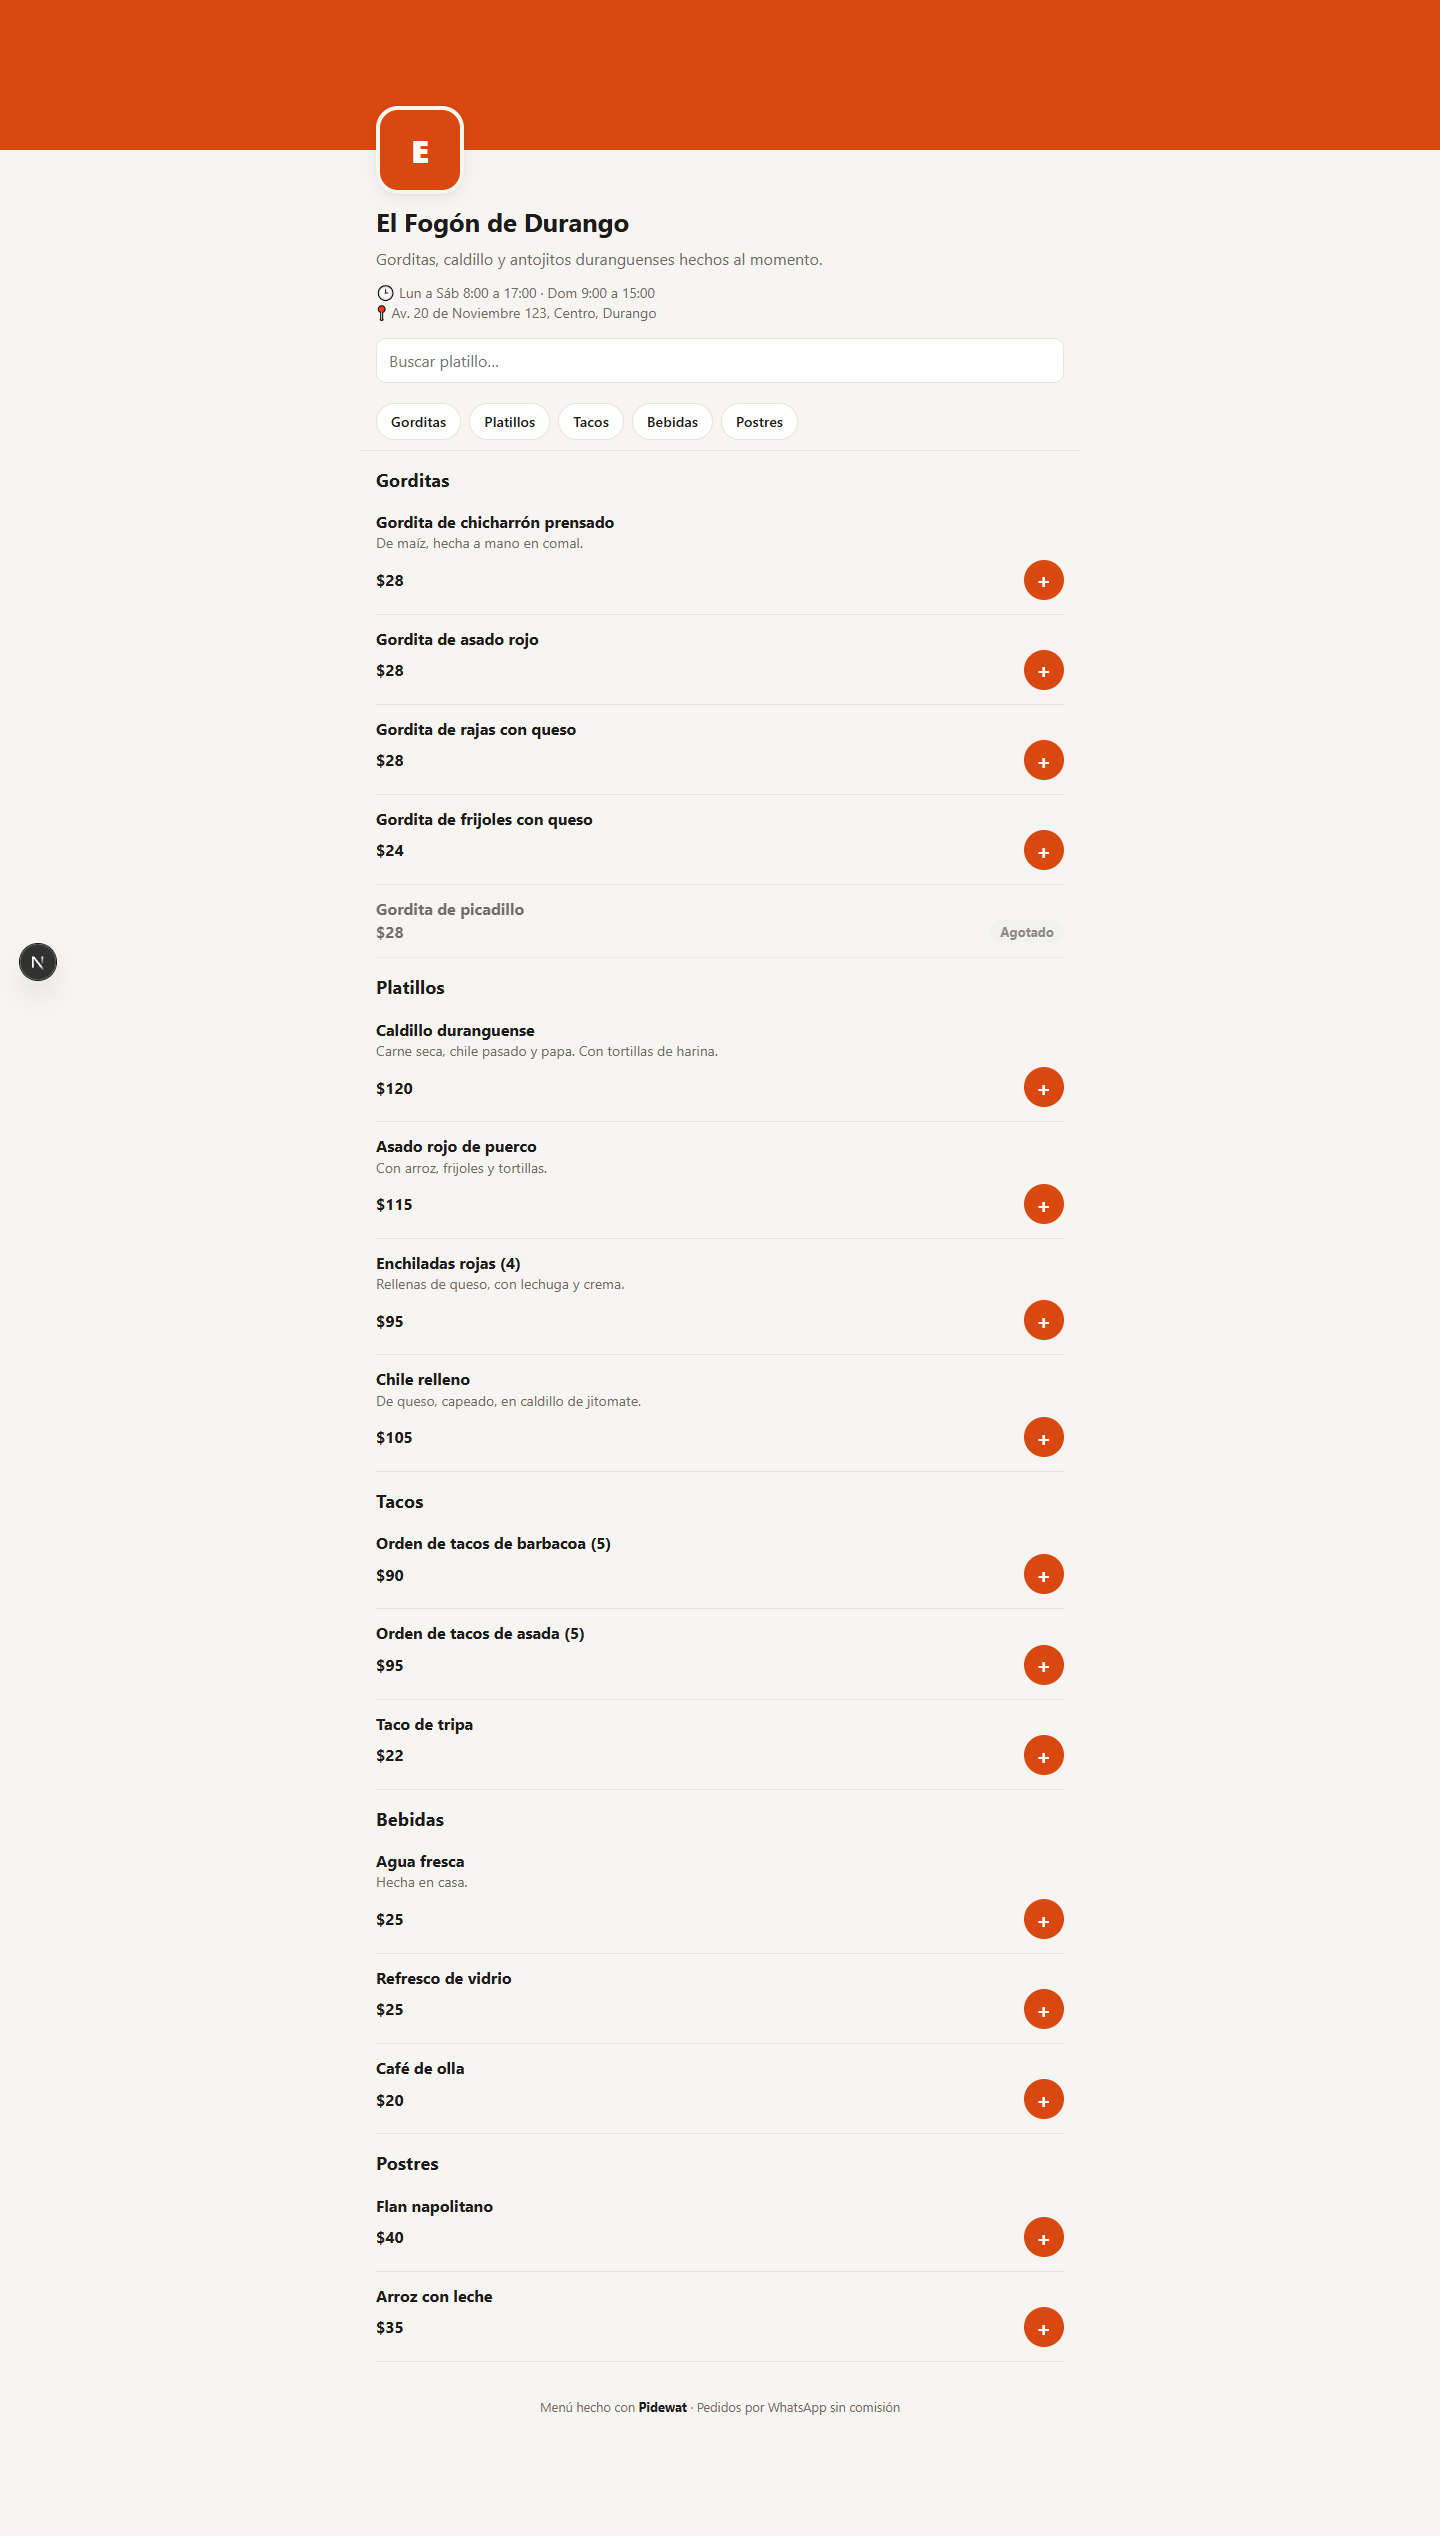 E
El Fogón de Durango
Gorditas, caldillo y antojitos duranguenses hechos al momento.
Lun a Sáb 8:00 a 17:00 · Dom 9:00 a 15:00
Av. 20 de Noviembre 123, Centro, Durango
Buscar platillo...
Gorditas Platillos Tacos Bebidas Postres
Gorditas
Gordita de chicharrón prensado
De maíz, hecha a mano en comal.
$28 +
Gordita de asado rojo
$28 +
Gordita de rajas con queso
$28 +
Gordita de frijoles con queso
$24 +
Gordita de picadillo
$28 Agotado
N
Platillos
Caldillo duranguense
Carne seca, chile pasado y papa. Con tortillas de harina.
$120 +
Asado rojo de puerco
Con arroz, frijoles y tortillas.
$115 +
Enchiladas rojas (4)
Rellenas de queso, con lechuga y crema.
$95 +
Chile relleno
De queso, capeado, en caldillo de jitomate.
$105 +
Tacos
Orden de tacos de barbacoa (5)
$90 +
Orden de tacos de asada (5)
$95 +
Taco de tripa
$22 +
Bebidas
Agua fresca
Hecha en casa.
$25 +
Refresco de vidrio
$25 +
Café de olla
$20 +
Postres
Flan napolitano
$40 +
Arroz con leche
$35 +
Menú hecho con Pidewat · Pedidos por WhatsApp sin comisión